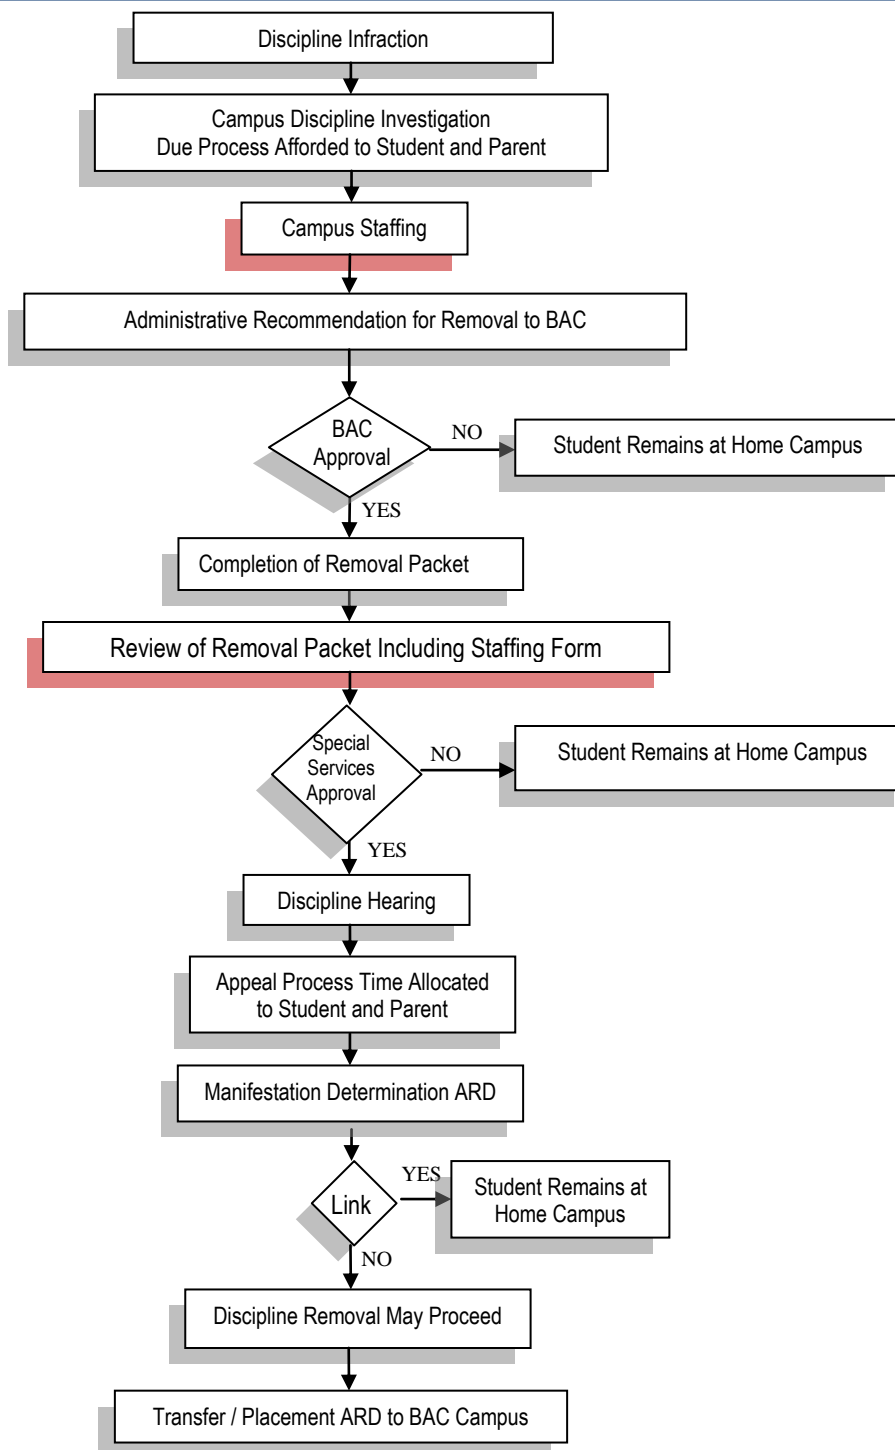 Discipline Infraction
Campus Discipline Investigation
Due Process Afforded to Student and Parent
Campus Staffing
Administrative Recommendation for Removal to BAC
BAC
Approval
NO
Student Remains at Home Campus
YES
Completion of Removal Packet
Review of Removal Packet Including Staffing Form
Special
Services
Approval
NO
Student Remains at Home Campus
YES
Discipline Hearing
Appeal Process Time Allocated
to Student and Parent
Manifestation Determination ARD
Link
YES
Student Remains at
Home Campus
NO
Discipline Removal May Proceed
Transfer / Placement ARD to BAC Campus